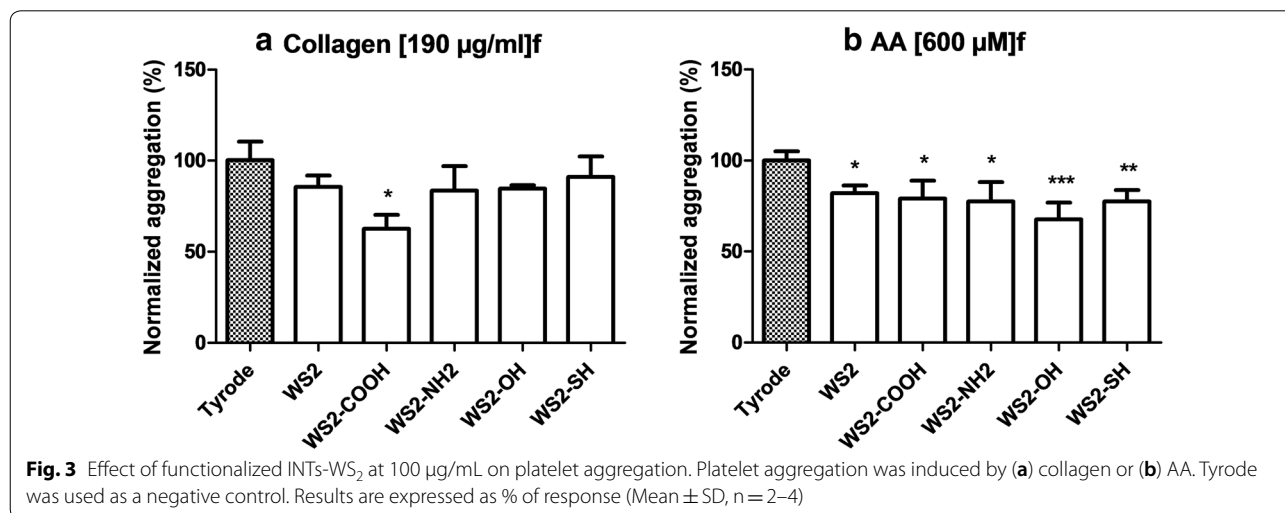 a Collagen [190 µg/ml]f
Normalized aggregation (%)
150
100
50
0
*
Tyrode
WS2
WS2-COOH
WS2-NH2
WS2-OH
WS2-SH
b AA [600 µM]f
Normalized aggregation (%)
150
100
50
0
*
*
*
***
**
Tyrode
WS2
WS2-COOH
WS2-NH2
WS2-OH
WS2-SH
Fig. 3 Effect of functionalized INTs-WS₂ at 100 µg/mL on platelet aggregation. Platelet aggregation was induced by (a) collagen or (b) AA. Tyrode
was used as a negative control. Results are expressed as % of response (Mean ± SD, n = 2–4)